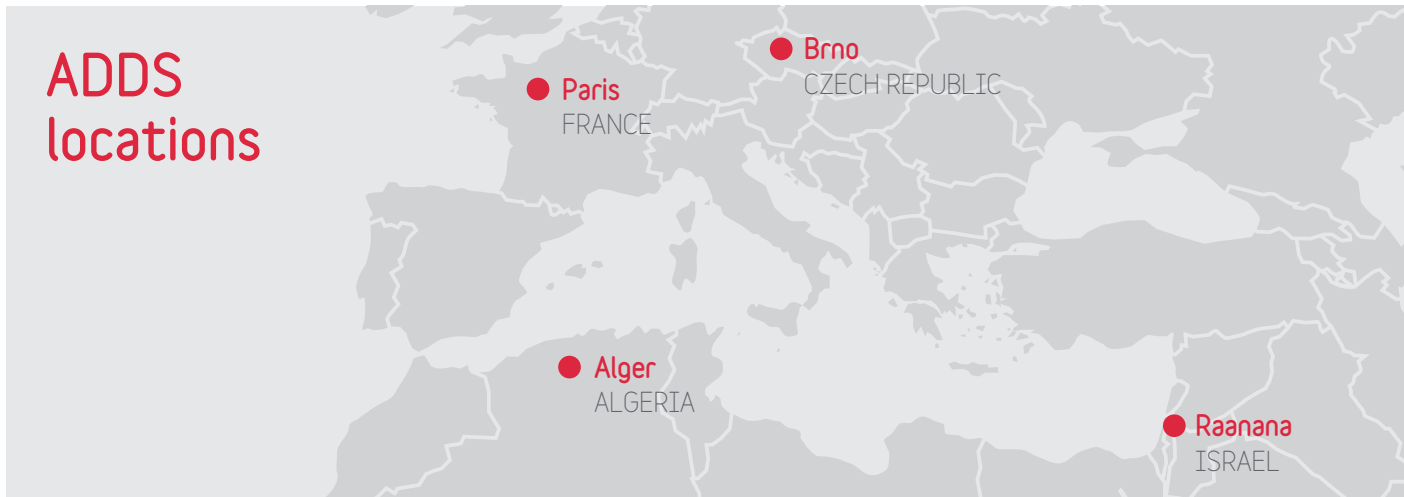 ADDS
locations
Brno
CZECH REPUBLIC
Paris
FRANCE
Alger
ALGERIA
Raanana
ISRAEL